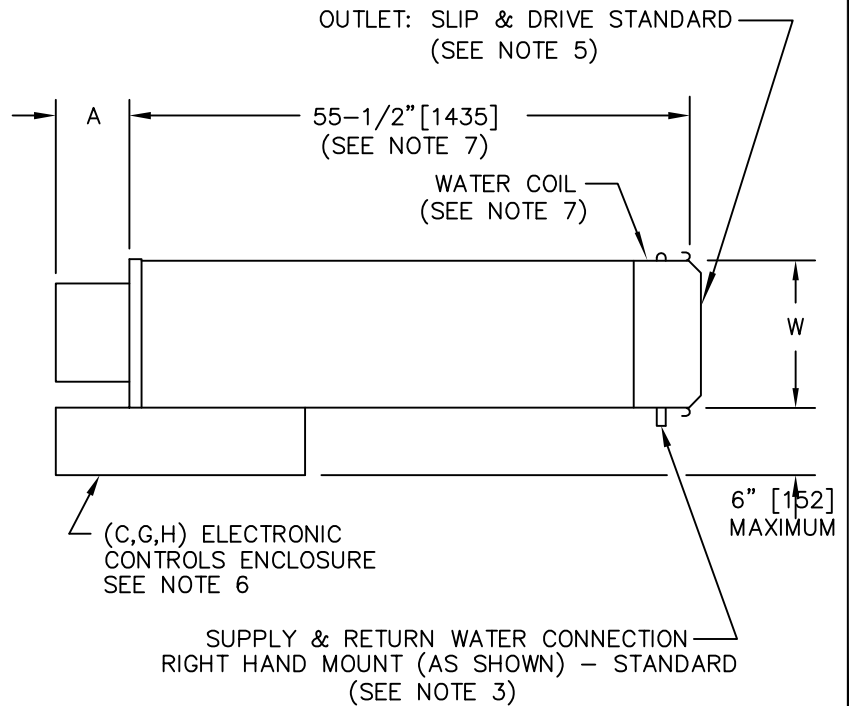 OUTLET: SLIP & DRIVE STANDARD
(SEE NOTE 5)
A
55-1/2" [1435]
(SEE NOTE 7)
WATER COIL
(SEE NOTE 7)
W
6" [152]
MAXIMUM
(C,G,H) ELECTRONIC
CONTROLS ENCLOSURE
SEE NOTE 6
SUPPLY & RETURN WATER CONNECTION
RIGHT HAND MOUNT (AS SHOWN) – STANDARD
(SEE NOTE 3)